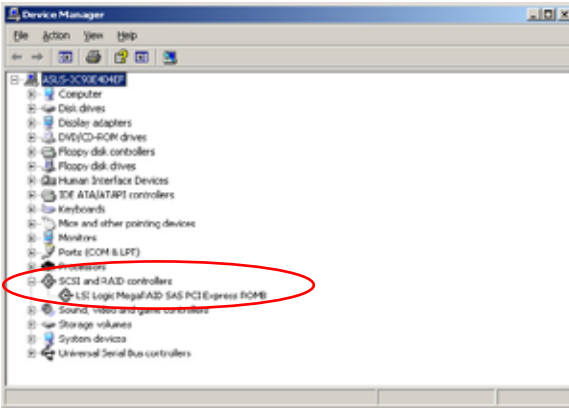 Device Manager
File Action View Help
ASUS-3C93E404EF
Computer
Disk drives
Display adapters
DVD/CD-ROM drives
Floppy disk controllers
Floppy disk drives
Human Interface Devices
IDE ATA/ATAPI controllers
Keyboards
Mice and other pointing devices
Monitors
Ports (COM & LPT)
Processors
SCSI and RAID controllers
LSI Logic MegaRAID SAS PCI Express ROMB
Sound, video and game controllers
Storage volumes
System devices
Universal Serial Bus controllers